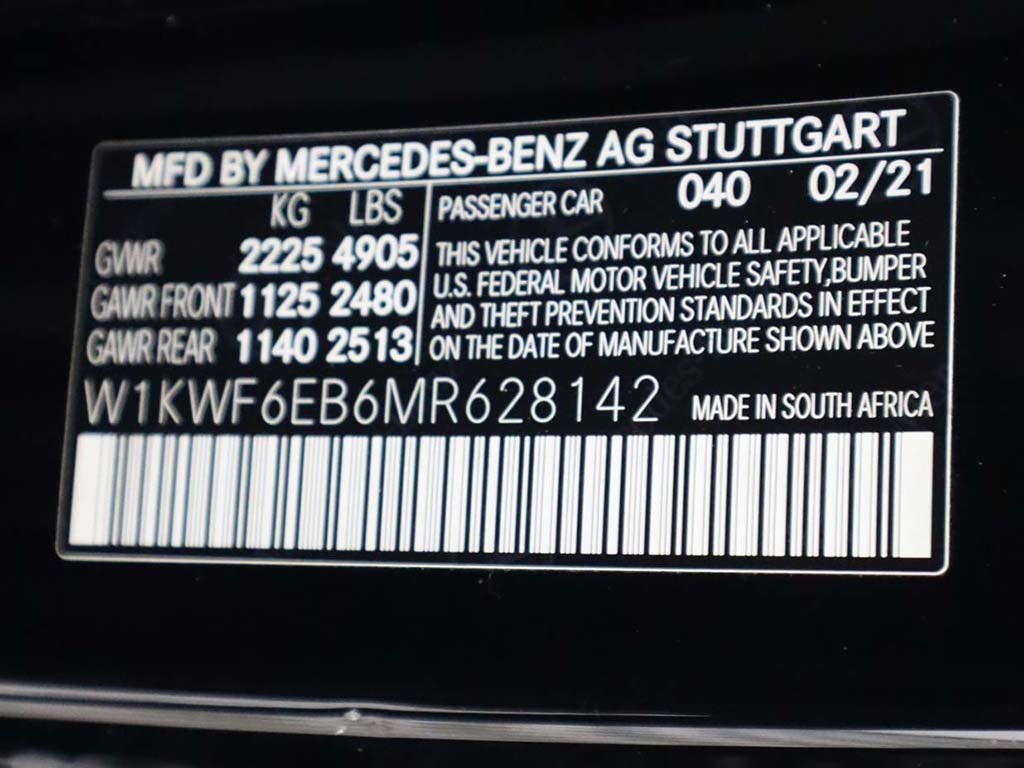 MFD BY MERCEDES-BENZ AG STUTTGART
KG LBS
GVWR 2225 4905
GAWR FRONT 1125 2480
GAWR REAR 1140 2513
PASSENGER CAR 040 02/21
THIS VEHICLE CONFORMS TO ALL APPLICABLE
U.S. FEDERAL MOTOR VEHICLE SAFETY,BUMPER
AND THEFT PREVENTION STANDARDS IN EFFECT
ON THE DATE OF MANUFACTURE SHOWN ABOVE
W1KWF6EB6MR628142 MADE IN SOUTH AFRICA